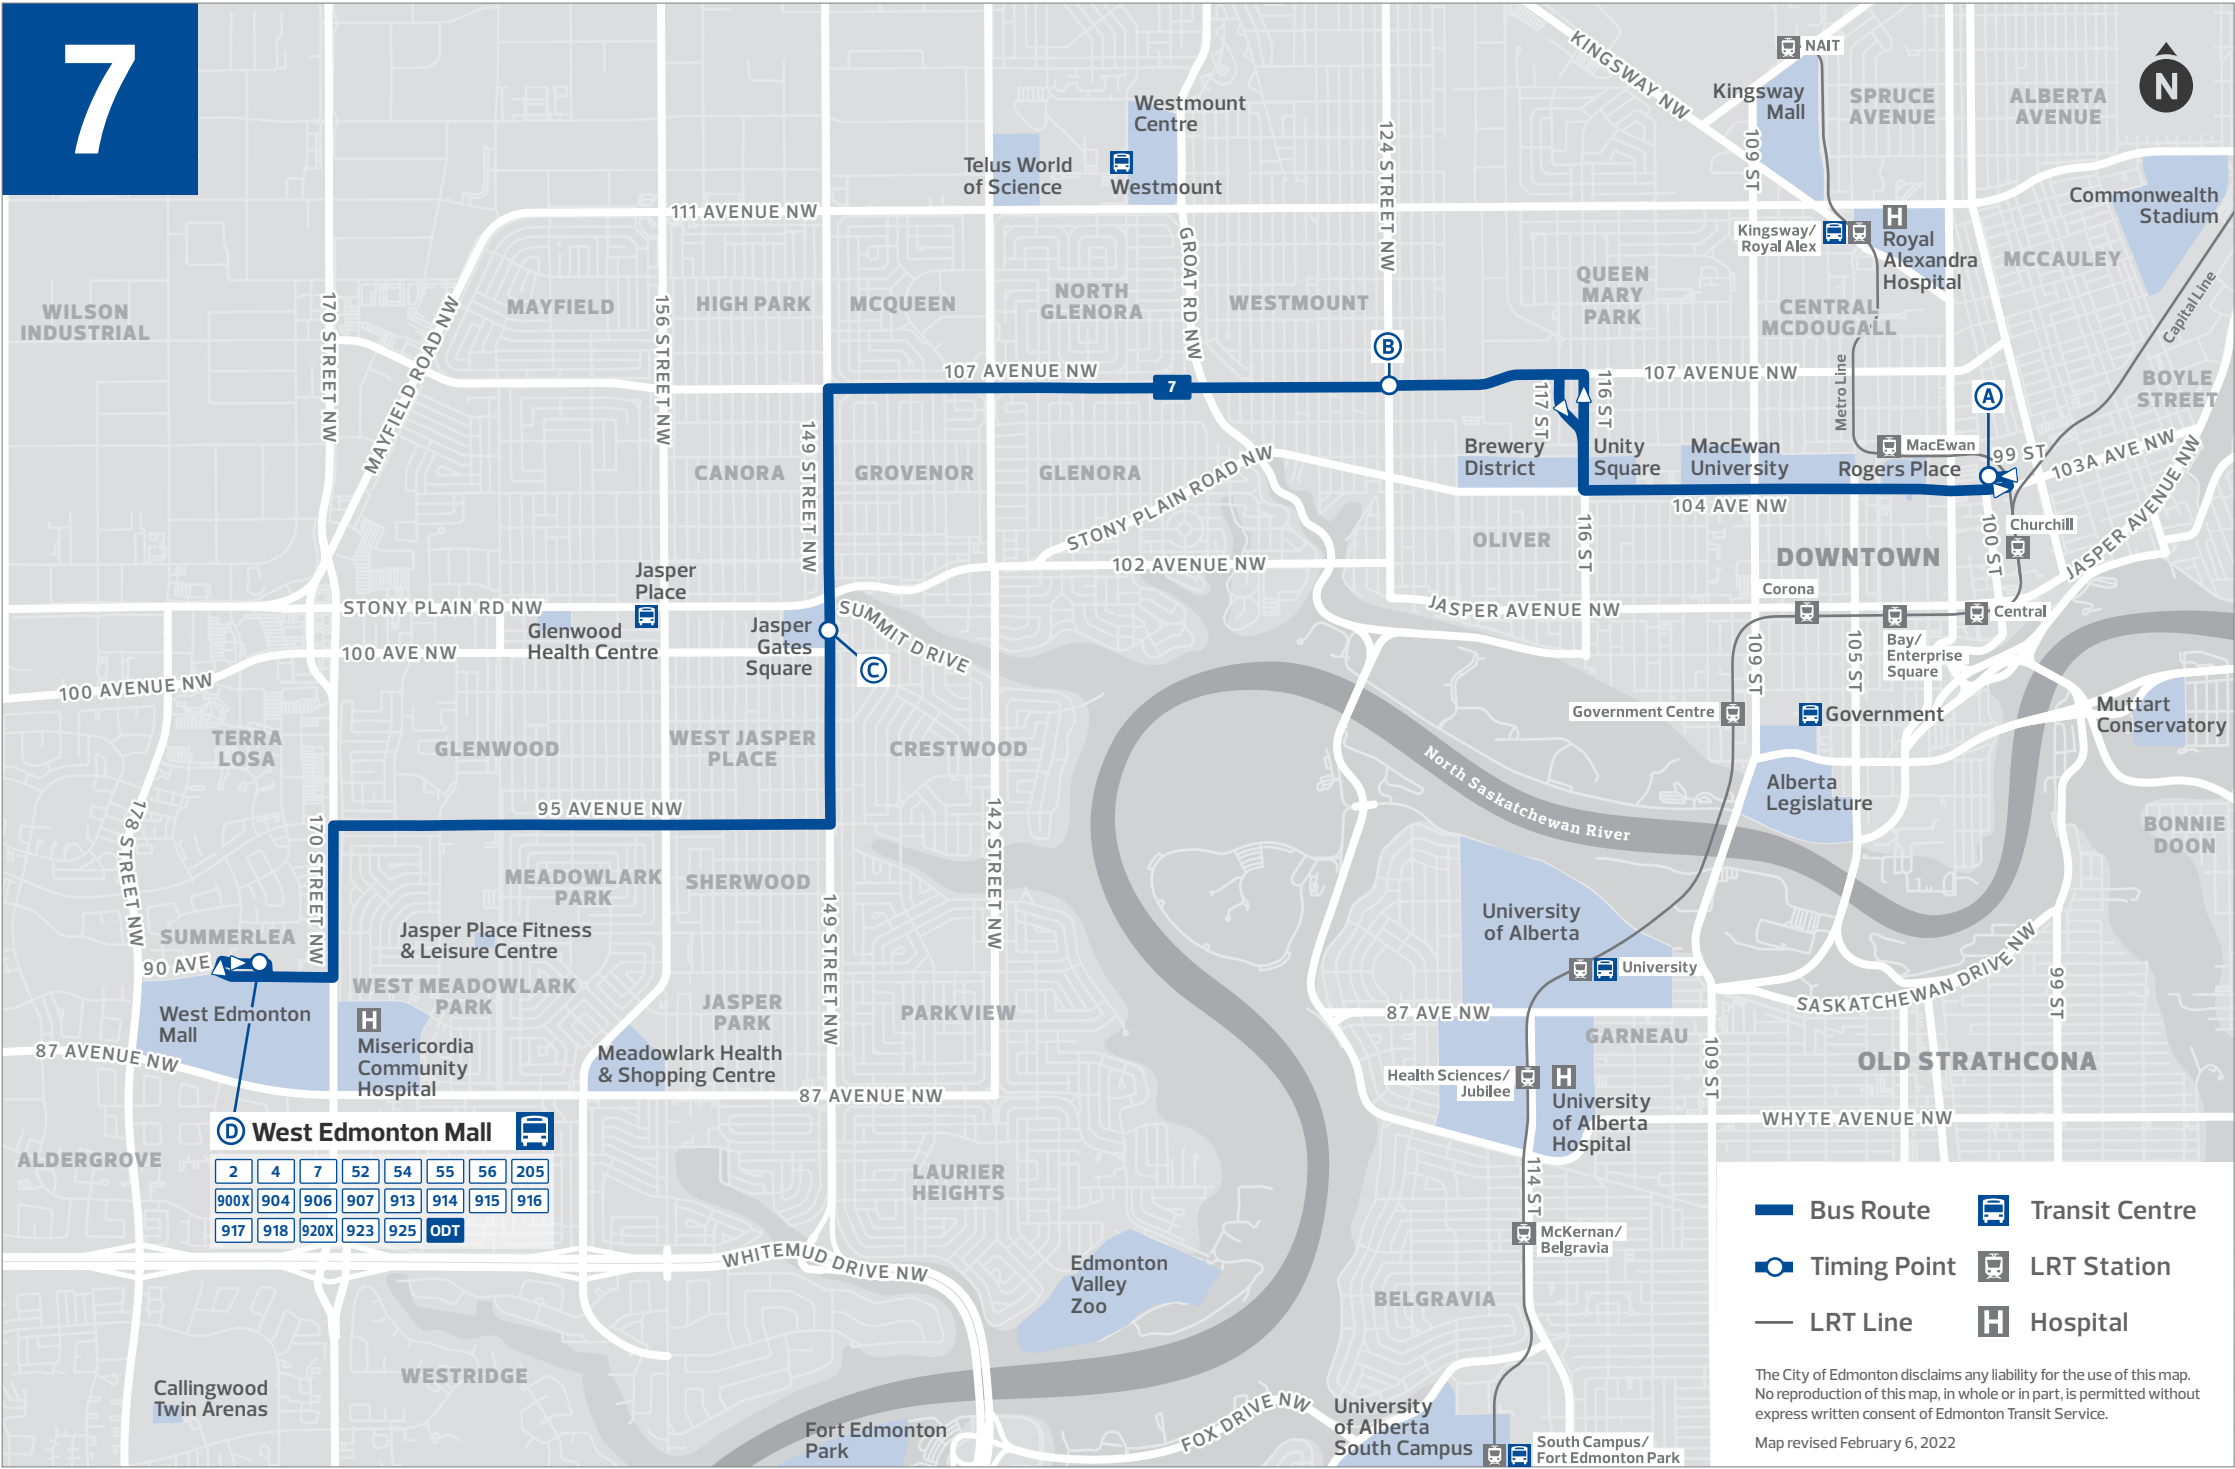 7
NAIT
KINGSWAY NW
Kingsway
Mall
SPRUCE
AVENUE
ALBERTA
AVENUE
N
Westmount
Centre
Telus World
of Science
Westmount
124 STREET NW
109 ST
Commonwealth
Stadium
111 AVENUE NW
GROAT RD NW
Kingsway/
Royal Alex
H
Royal
Alexandra
Hospital
MCCAULEY
WILSON
INDUSTRIAL
170 STREET NW
MAYFIELD ROAD NW
MAYFIELD
156 STREET NW
HIGH PARK
MCQUEEN
NORTH
GLENORA
WESTMOUNT
QUEEN
MARY
PARK
CENTRAL
MCDOUGALL
Capital Line
B
107 AVENUE NW
7
117 ST
116 ST
107 AVENUE NW
Metro Line
A
BOYLE
STREET
149 STREET NW
CANORA
GROVENOR
GLENORA
STONY PLAIN ROAD NW
Brewery
District
Unity
Square
MacEwan
University
MacEwan
Rogers Place
99 ST
103A AVE NW
JASPER AVENUE NW
104 AVE NW
OLIVER
116 ST
DOWNTOWN
100 ST
Churchill
102 AVENUE NW
Jasper
Place
Corona
STONY PLAIN RD NW
Glenwood
Health Centre
Jasper
Gates
Square
SUMMIT DRIVE
C
JASPER AVENUE NW
Central
Bay/
Enterprise
Square
100 AVE NW
100 AVENUE NW
109 ST
105 ST
Government Centre
Government
Muttart
Conservatory
TERRA
LOSA
GLENWOOD
WEST JASPER
PLACE
CRESTWOOD
North Saskatchewan River
Alberta
Legislature
178 STREET NW
170 STREET NW
95 AVENUE NW
142 STREET NW
BONNIE
DOON
MEADOWLARK
PARK
SHERWOOD
149 STREET NW
University
of Alberta
SUMMERLEA
Jasper Place Fitness
& Leisure Centre
90 AVE
University
SASKATCHEWAN DRIVE NW
99 ST
WEST MEADOWLARK
PARK
West Edmonton
Mall
H
Misericordia
Community
Hospital
JASPER
PARK
PARKVIEW
87 AVE NW
GARNEAU
109 ST
87 AVENUE NW
Meadowlark Health
& Shopping Centre
87 AVENUE NW
OLD STRATHCONA
Health Sciences/
Jubilee
H
University
of Alberta
Hospital
WHYTE AVENUE NW
D West Edmonton Mall
2 4 7 52 54 55 56 205
900X 904 906 907 913 914 915 916
917 918 920X 923 925 ODT
ALDERGROVE
LAURIER
HEIGHTS
114 ST
McKernan/
Belgravia
WHITEMUD DRIVE NW
Edmonton
Valley
Zoo
BELGRAVIA
WESTRIDGE
Callingwood
Twin Arenas
Fort Edmonton
Park
FOX DRIVE NW
University
of Alberta
South Campus
South Campus/
Fort Edmonton Park
Bus Route
Transit Centre
Timing Point
LRT Station
LRT Line
H Hospital
The City of Edmonton disclaims any liability for the use of this map.
No reproduction of this map, in whole or in part, is permitted without
express written consent of Edmonton Transit Service.
Map revised February 6, 2022